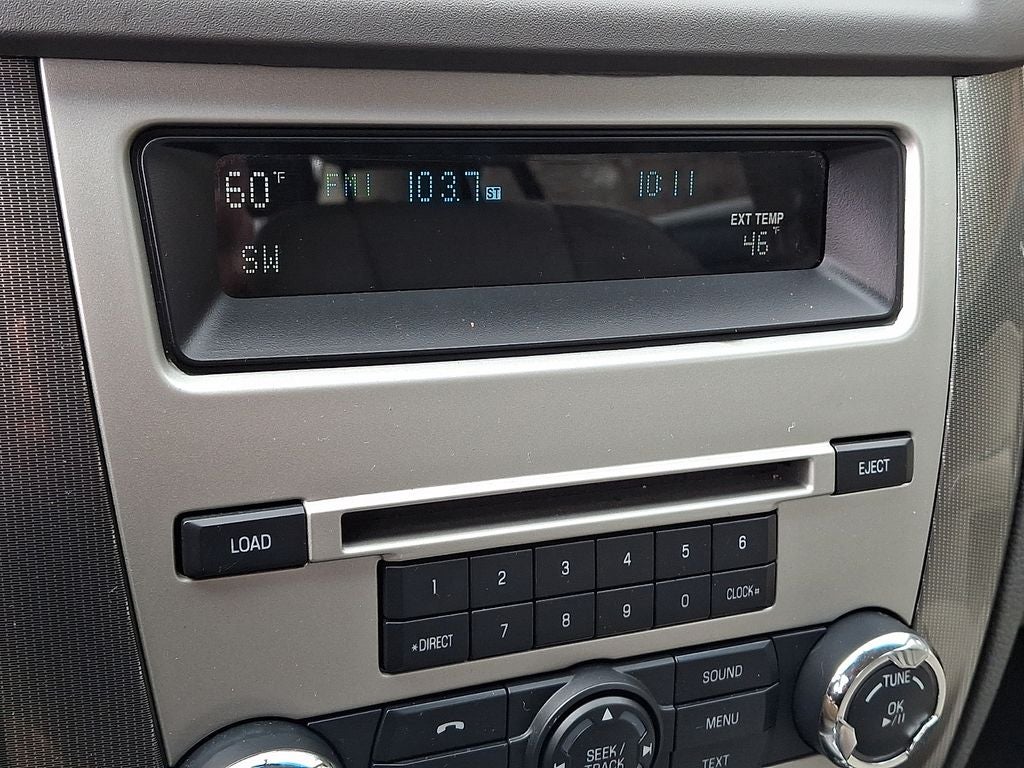 60°F FM1 103.7 ST 10:11
EXT TEMP
SW 46°F
EJECT
LOAD
1 2 3 4 5 6
*DIRECT 7 8 9 0 CLOCK
SOUND
MENU
TEXT
TUNE
OK
►/II
SEEK/
TRACK